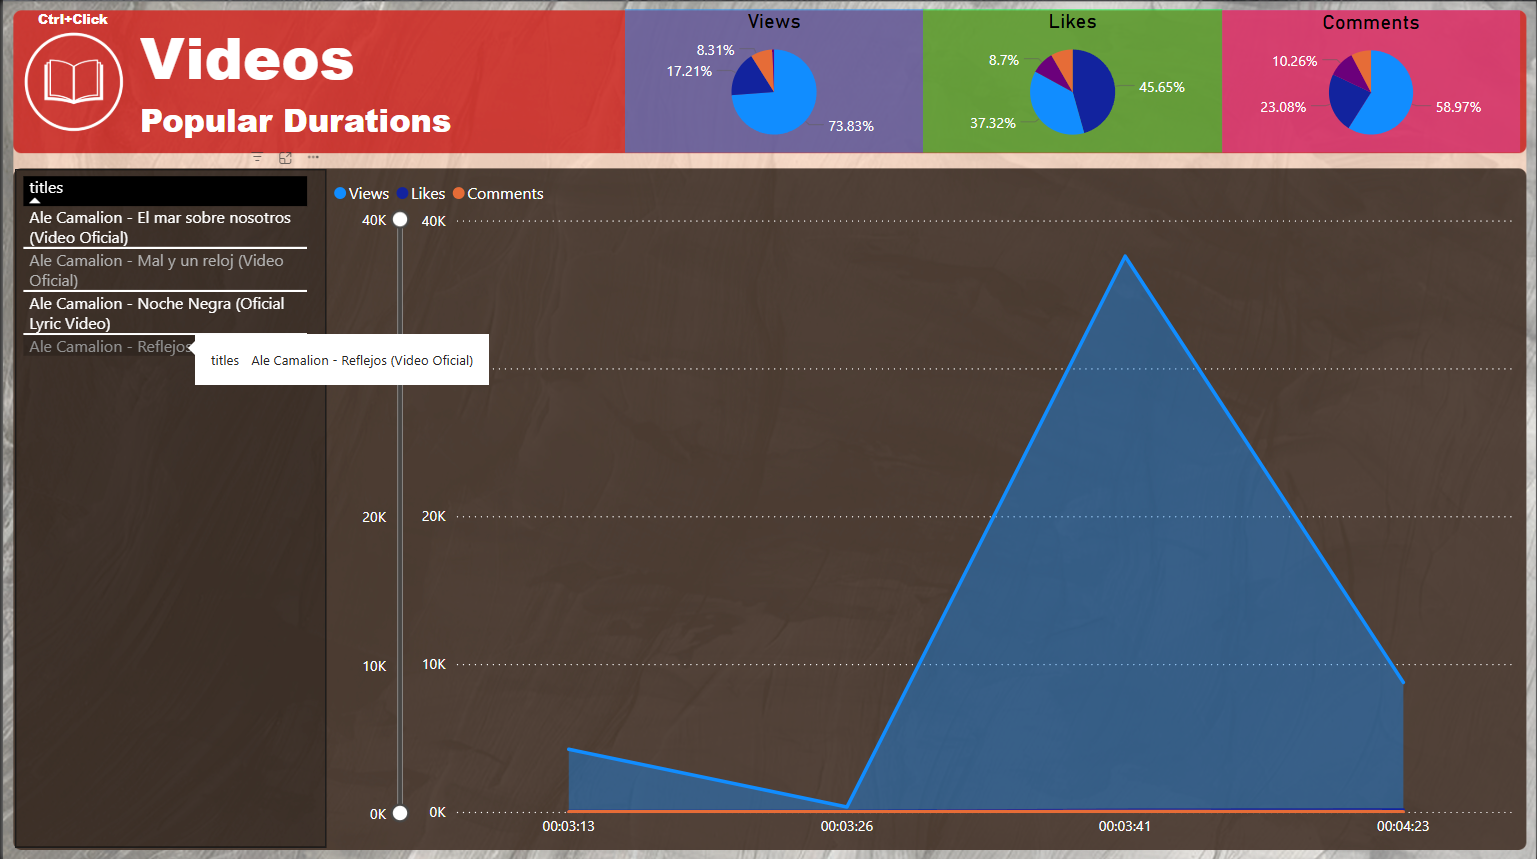 Ctrl+Click
Videos
Popular Durations
Views
8.31%
17.21%
73.83%
Likes
8.7%
45.65%
37.32%
Comments
10.26%
23.08%
58.97%
titles
Ale Camalion - El mar sobre nosotros
(Video Oficial)
Ale Camalion - Mal y un reloj (Video
Oficial)
Ale Camalion - Noche Negra (Oficial
Lyric Video)
Ale Camalion - Reflejos
titles Ale Camalion - Reflejos (Video Oficial)
Views Likes Comments
40K 40K
20K 20K
10K 10K
0K 0K
00:03:13 00:03:26 00:03:41 00:04:23